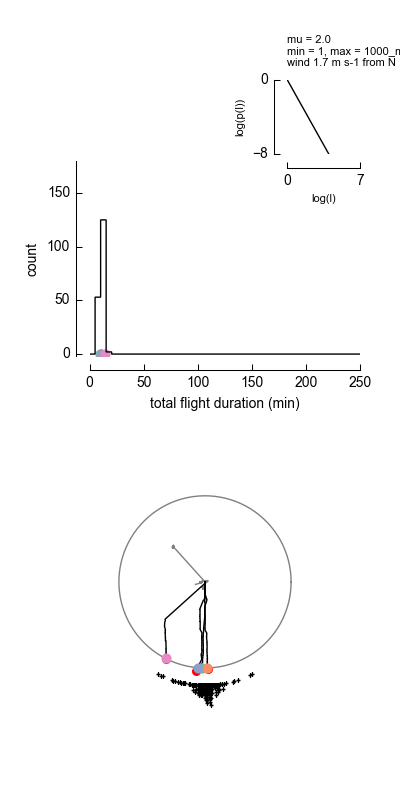 mu = 2.0
min = 1, max = 1000_m
wind 1.7 m s-1 from N
0
log(p(l))
−8
0 7
log(l)
150
100
50
0
count
0 50 100 150 200 250
total flight duration (min)